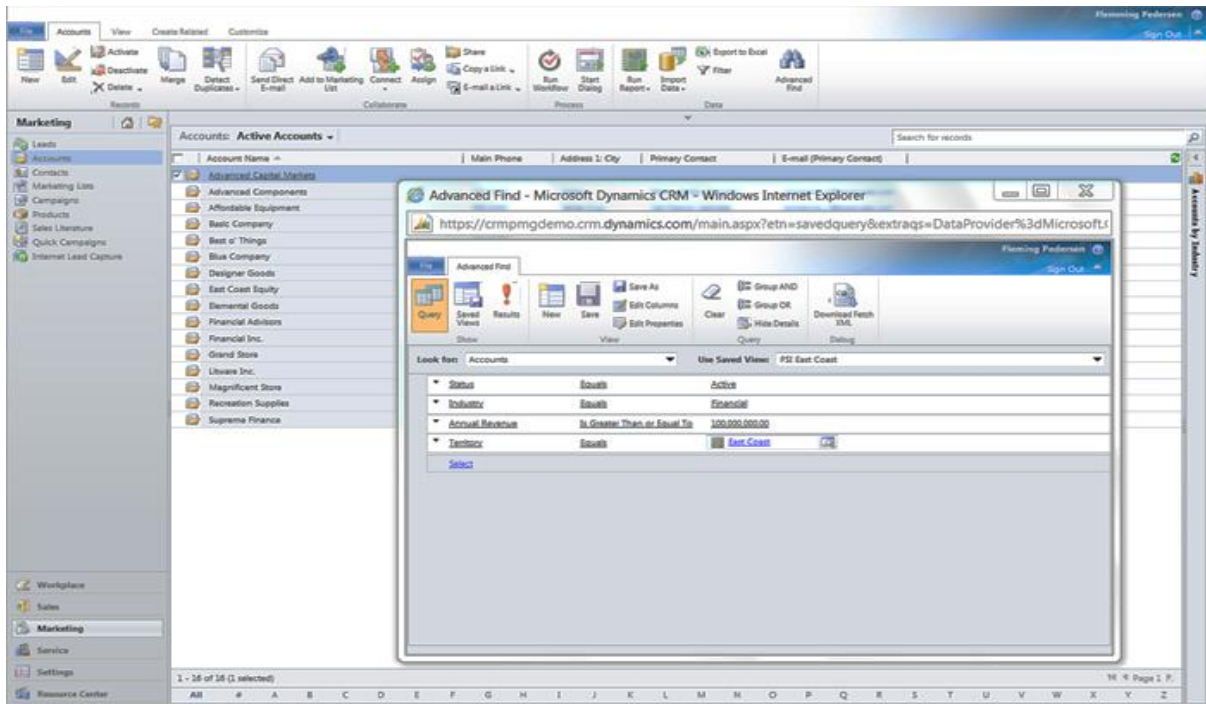 Flemming Pedersen
Sign Out
File Accounts View Create Related Customize
New Edit Activate Deactivate Delete Merge Detect Duplicates Send Direct E-mail Add to Marketing List Connect Assign Share Copy a Link E-mail a Link Run Workflow Start Dialog Run Report Import Data Export to Excel Filter Advanced Find
Records Collaborate Process Data
Marketing
Leads
Accounts
Contacts
Marketing Lists
Campaigns
Products
Sales Literature
Quick Campaigns
Internet Lead Capture
Workplace
Sales
Marketing
Service
Settings
Resource Center
Accounts: Active Accounts
Search for records
Account Name Main Phone Address 1: City Primary Contact E-mail (Primary Contact)
Advanced Capital Markets
Advanced Components
Affordable Equipment
Basic Company
Best o' Things
Blue Company
Designer Goods
East Coast Equity
Elemental Goods
Financial Advisors
Financial Inc.
Grand Store
Litware Inc.
Magnificent Store
Recreation Supplies
Supreme Finance
Accounts by Industry
Advanced Find - Microsoft Dynamics CRM - Windows Internet Explorer
https://crmpmgdemo.crm.dynamics.com/main.aspx?etn=savedquery&extraqs=DataProvider%3dMicrosoft.(
Flemming Pedersen
Sign Out
File Advanced Find
Query Saved Views Results New Save Save As Edit Columns Edit Properties Clear Group AND Group OR Hide Details Download Fetch XML
Show View Query Debug
Look for: Accounts Use Saved View: FSI East Coast
Status Equals Active
Industry Equals Financial
Annual Revenue Is Greater Than or Equal To 100,000,000.00
Territory Equals East Coast
Select
1 - 16 of 16 (1 selected) Page 1
All # A B C D E F G H I J K L M N O P Q R S T U V W X Y Z